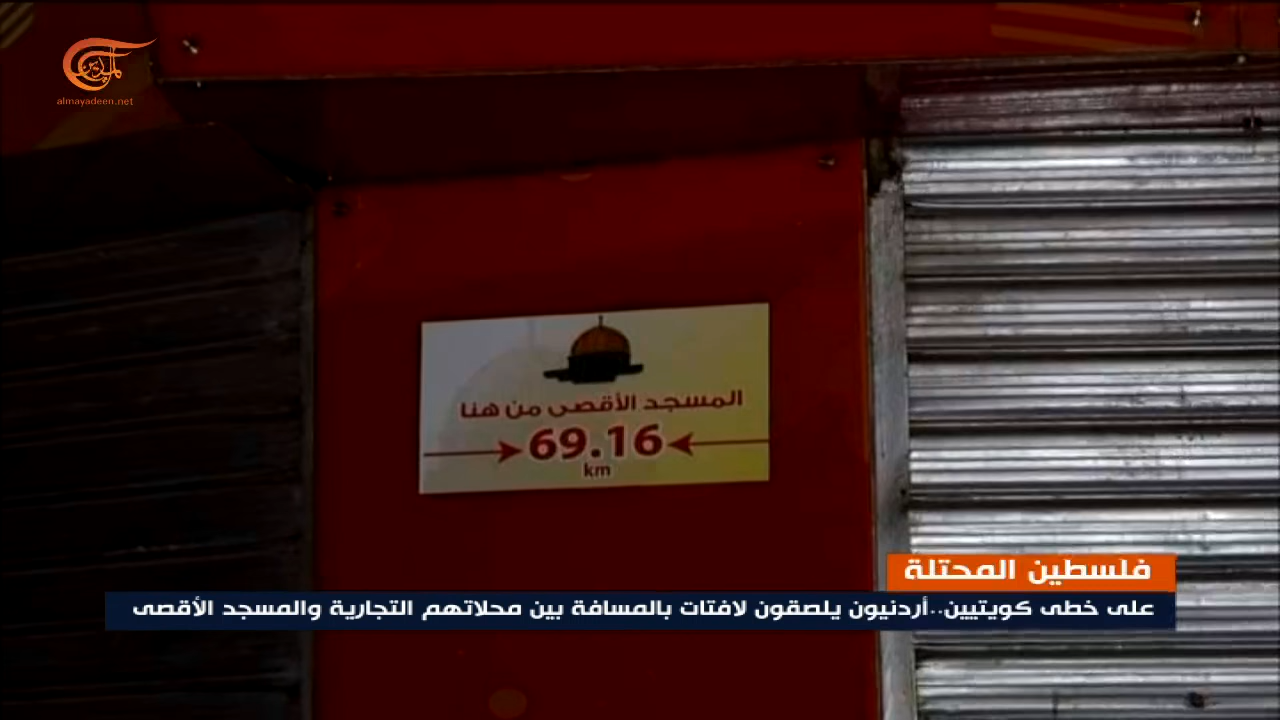 الميادين
almayadeen.net
المسجد الأقصى من هنا
69.16
km
فلسطين المحتلة
على خطى كويتيين..أردنيون يلصقون لافتات بالمسافة بين محلاتهم التجارية والمسجد الأقصى